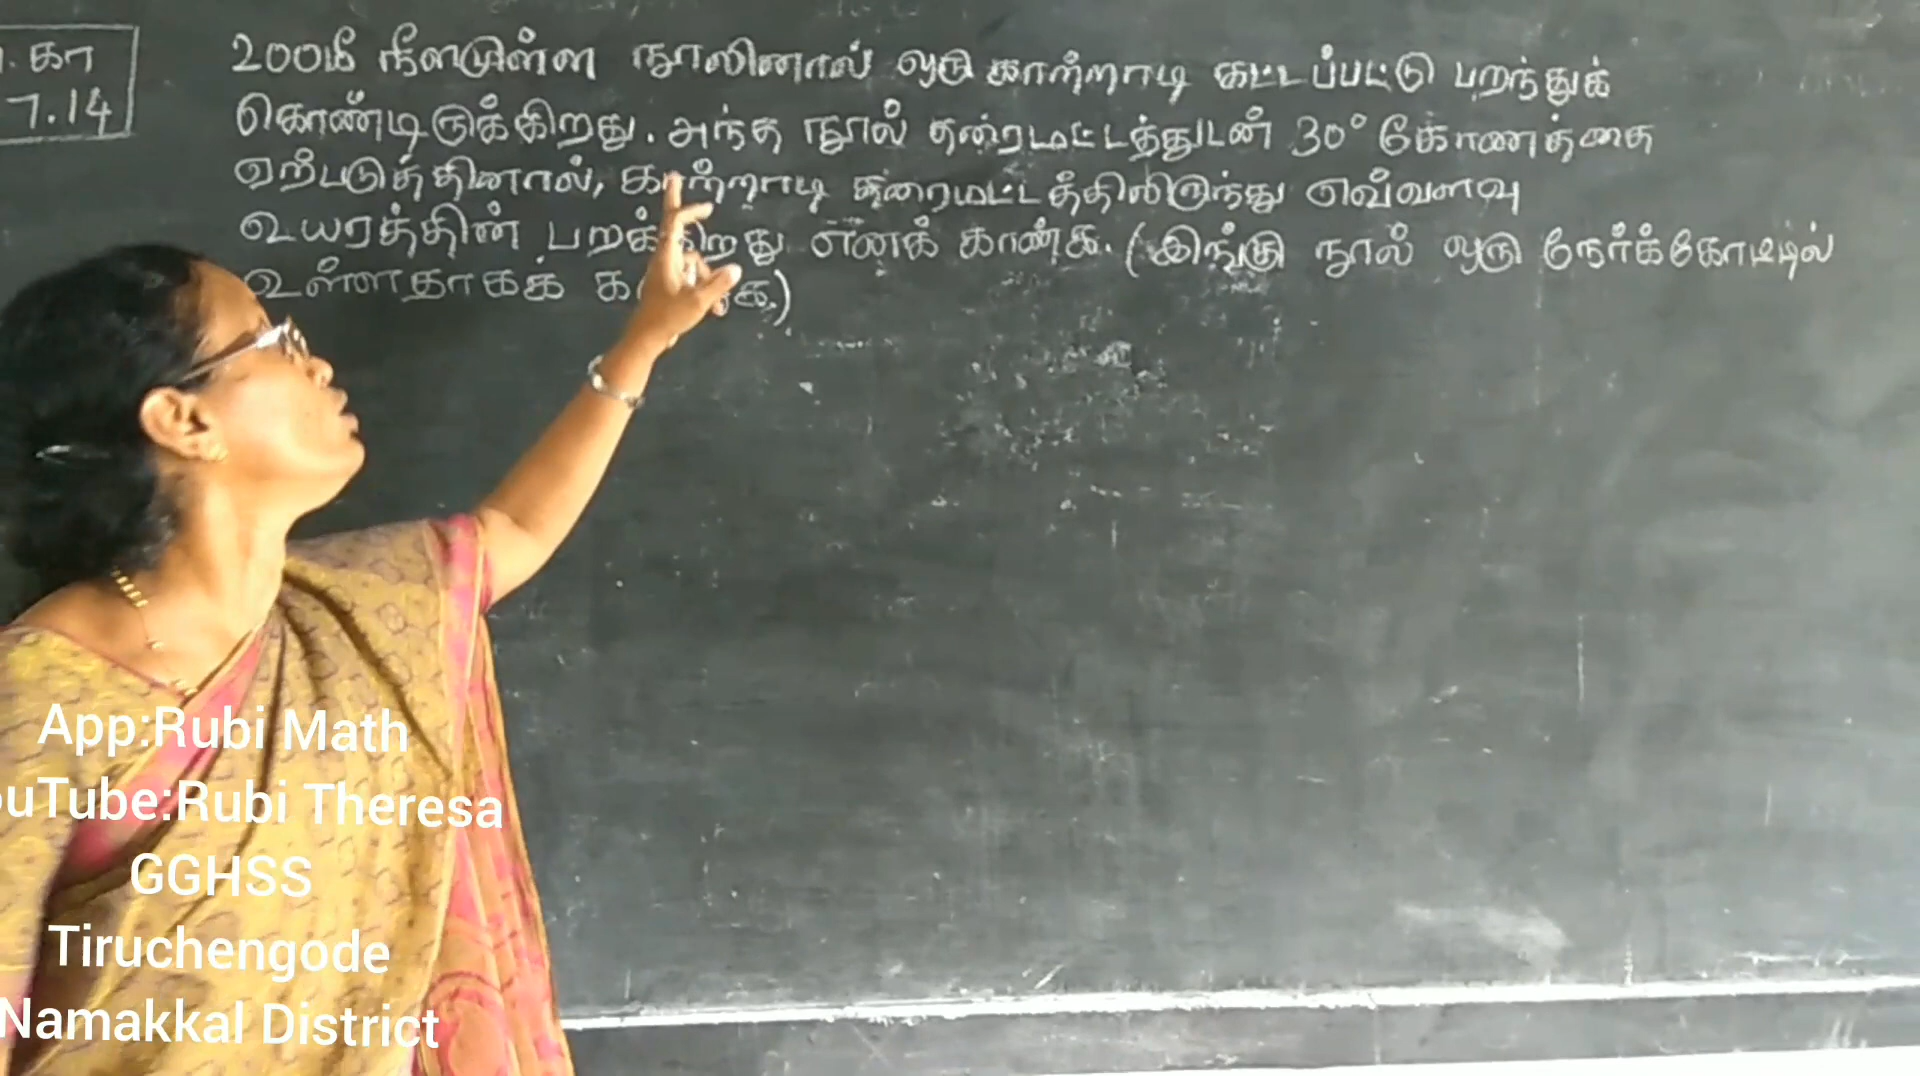 . கா
7.14
200மீ நீளமுள்ள நூலினால் ஒரு காற்றாடி கட்டப்பட்டு பறந்துக்
கொண்டிருக்கிறது. அந்த நூல் தரைமட்டத்துடன் 30° கோணத்தை
ஏற்படுத்தினால், காற்றாடி தரைமட்டத்திலிருந்து எவ்வளவு
உயரத்தின் பறக்கிறது எனக் காண்க. (இங்கு நூல் ஒரு நேர்க்கோட்டில்
உள்ளதாகக்
App:Rubi Math
ouTube:Rubi Theresa
GGHSS
Tiruchengode
Namakkal District